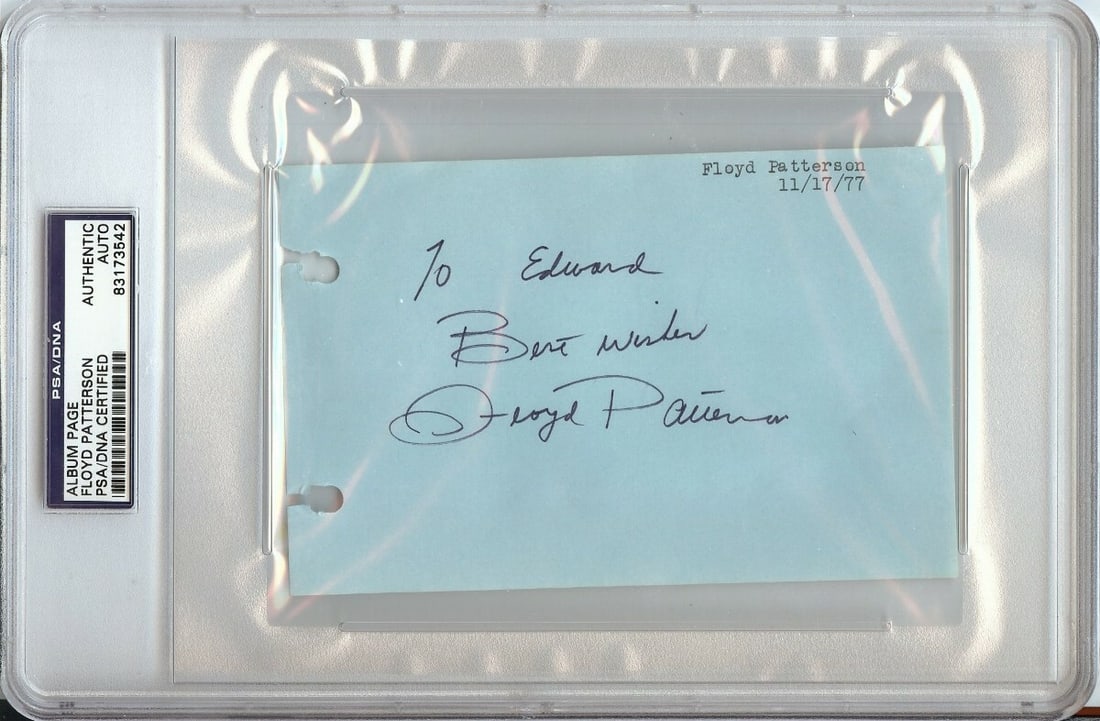 Floyd Patterson
11/17/77
To Edward
Best wishes
Floyd Patterson
PSA/DNA
ALBUM PAGE
FLOYD PATTERSON
PSA/DNA CERTIFIED
AUTHENTIC
AUTO
83173542